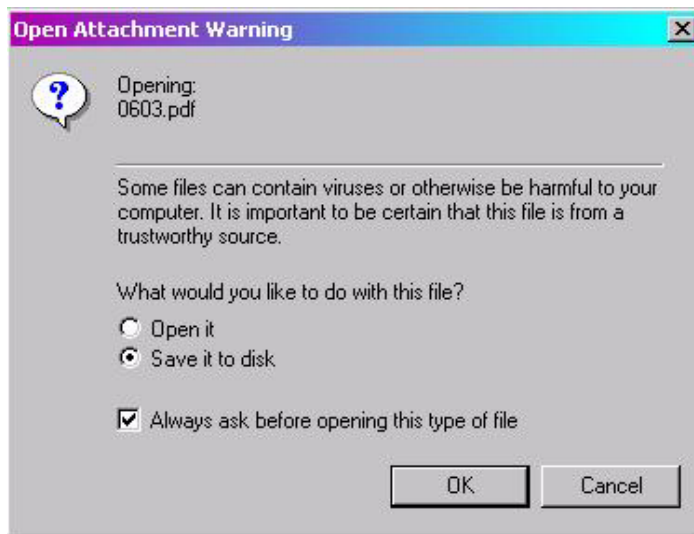 Open Attachment Warning
Opening:
0603.pdf
Some files can contain viruses or otherwise be harmful to your
computer. It is important to be certain that this file is from a
trustworthy source.
What would you like to do with this file?
Open it
Save it to disk
Always ask before opening this type of file
OK Cancel